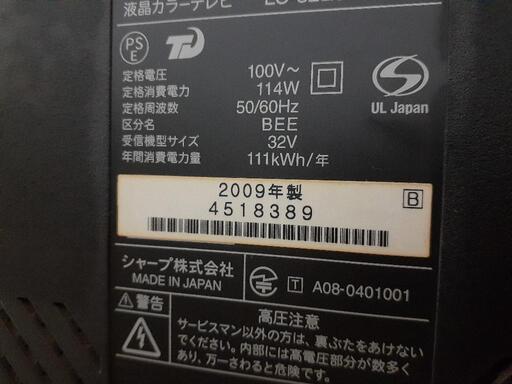 液晶カラーテレビ
PS
E
定格電圧 100V～
定格消費電力 114W
定格周波数 50/60Hz
区分名 BEE
受信機型サイズ 32V
年間消費電力量 111kWh/年
UL Japan
2009年製
B
4518389
シャープ株式会社
MADE IN JAPAN
T A08-0401001
警告
高圧注意
サービスマン以外の方は、裏ぶたをあけない
でください。内部には高電圧部分が数多く
あり、万一さわると危険です。